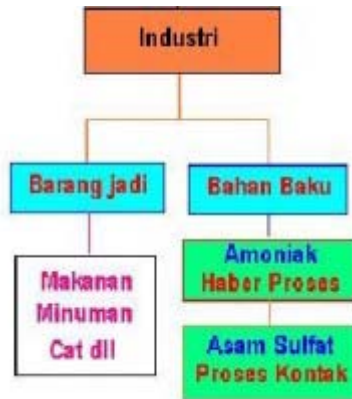 Industri
Barang jadi
Bahan Baku
Makanan
Minuman
Cat dll
Amoniak
Haber Proses
Asam Sulfat
Proses Kontak